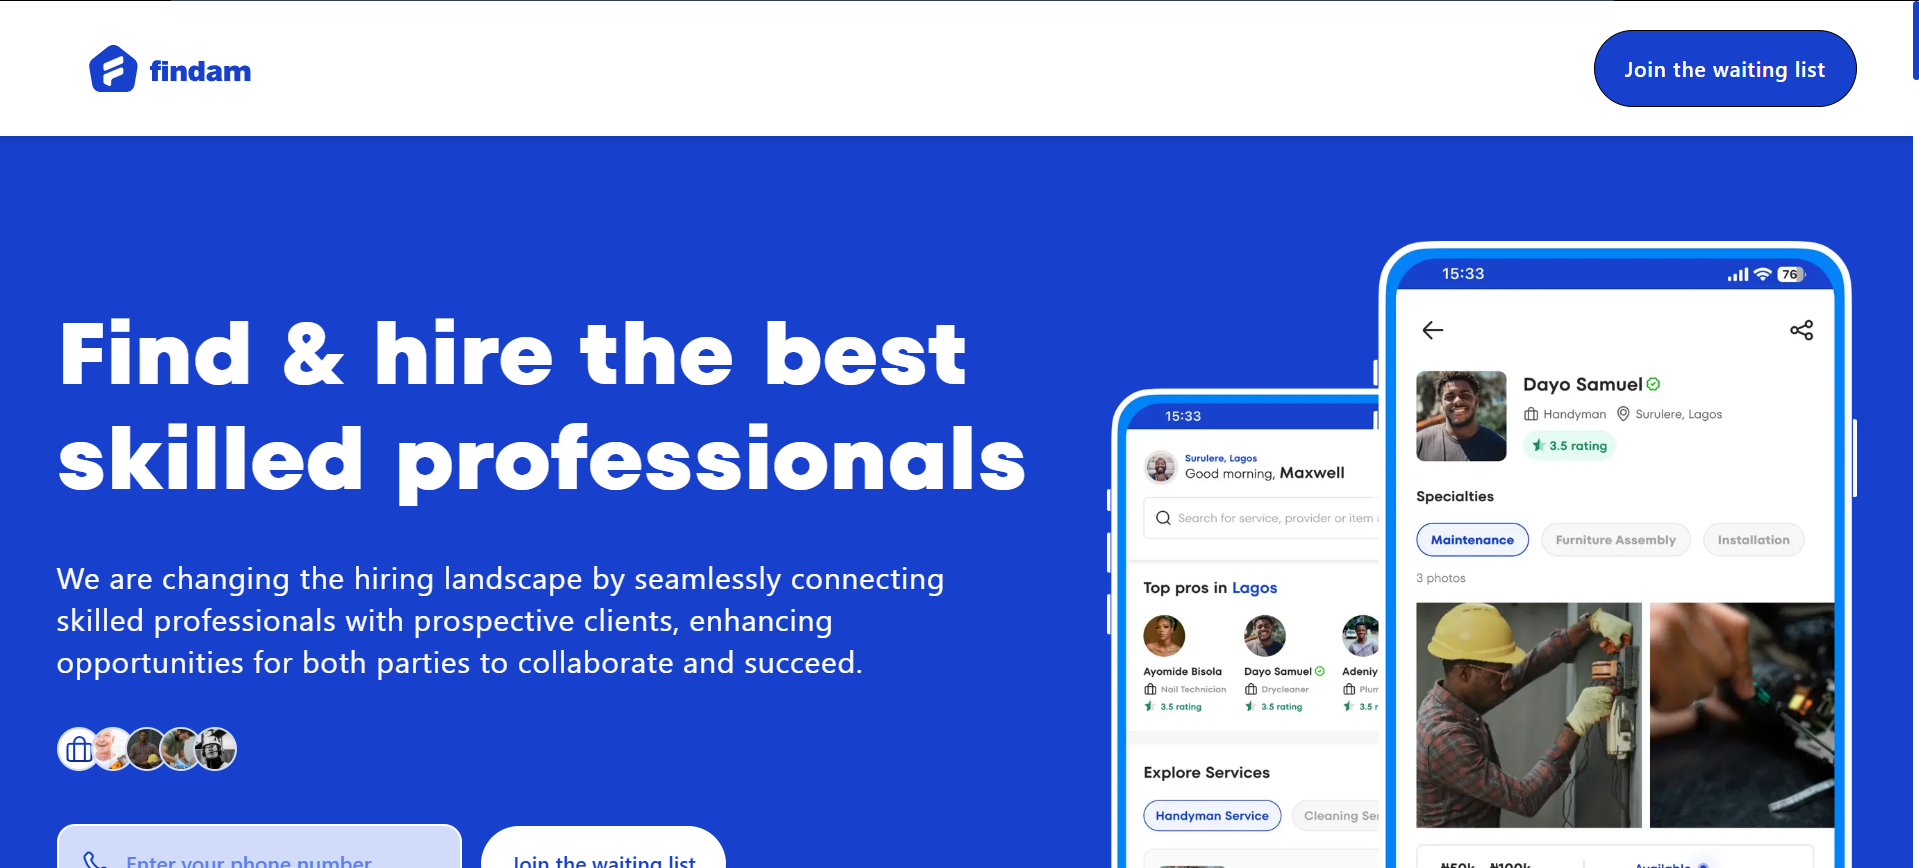 findam
Join the waiting list
Find & hire the best
skilled professionals
We are changing the hiring landscape by seamlessly connecting
skilled professionals with prospective clients, enhancing
opportunities for both parties to collaborate and succeed.
Enter your phone number
Join the waiting list
15:33
Surulere, Lagos
Good morning, Maxwell
Search for service, provider or item
Top pros in Lagos
Ayomide Bisola
Nail Technician
3.5 rating
Dayo Samuel
Drycleaner
3.5 rating
Adeniy
Plum
3.5 r
Explore Services
Handyman Service
Cleaning Ser
15:33
76
Dayo Samuel
Handyman
Surulere, Lagos
3.5 rating
Specialties
Maintenance
Furniture Assembly
Installation
3 photos
₦50k - ₦100k
Available